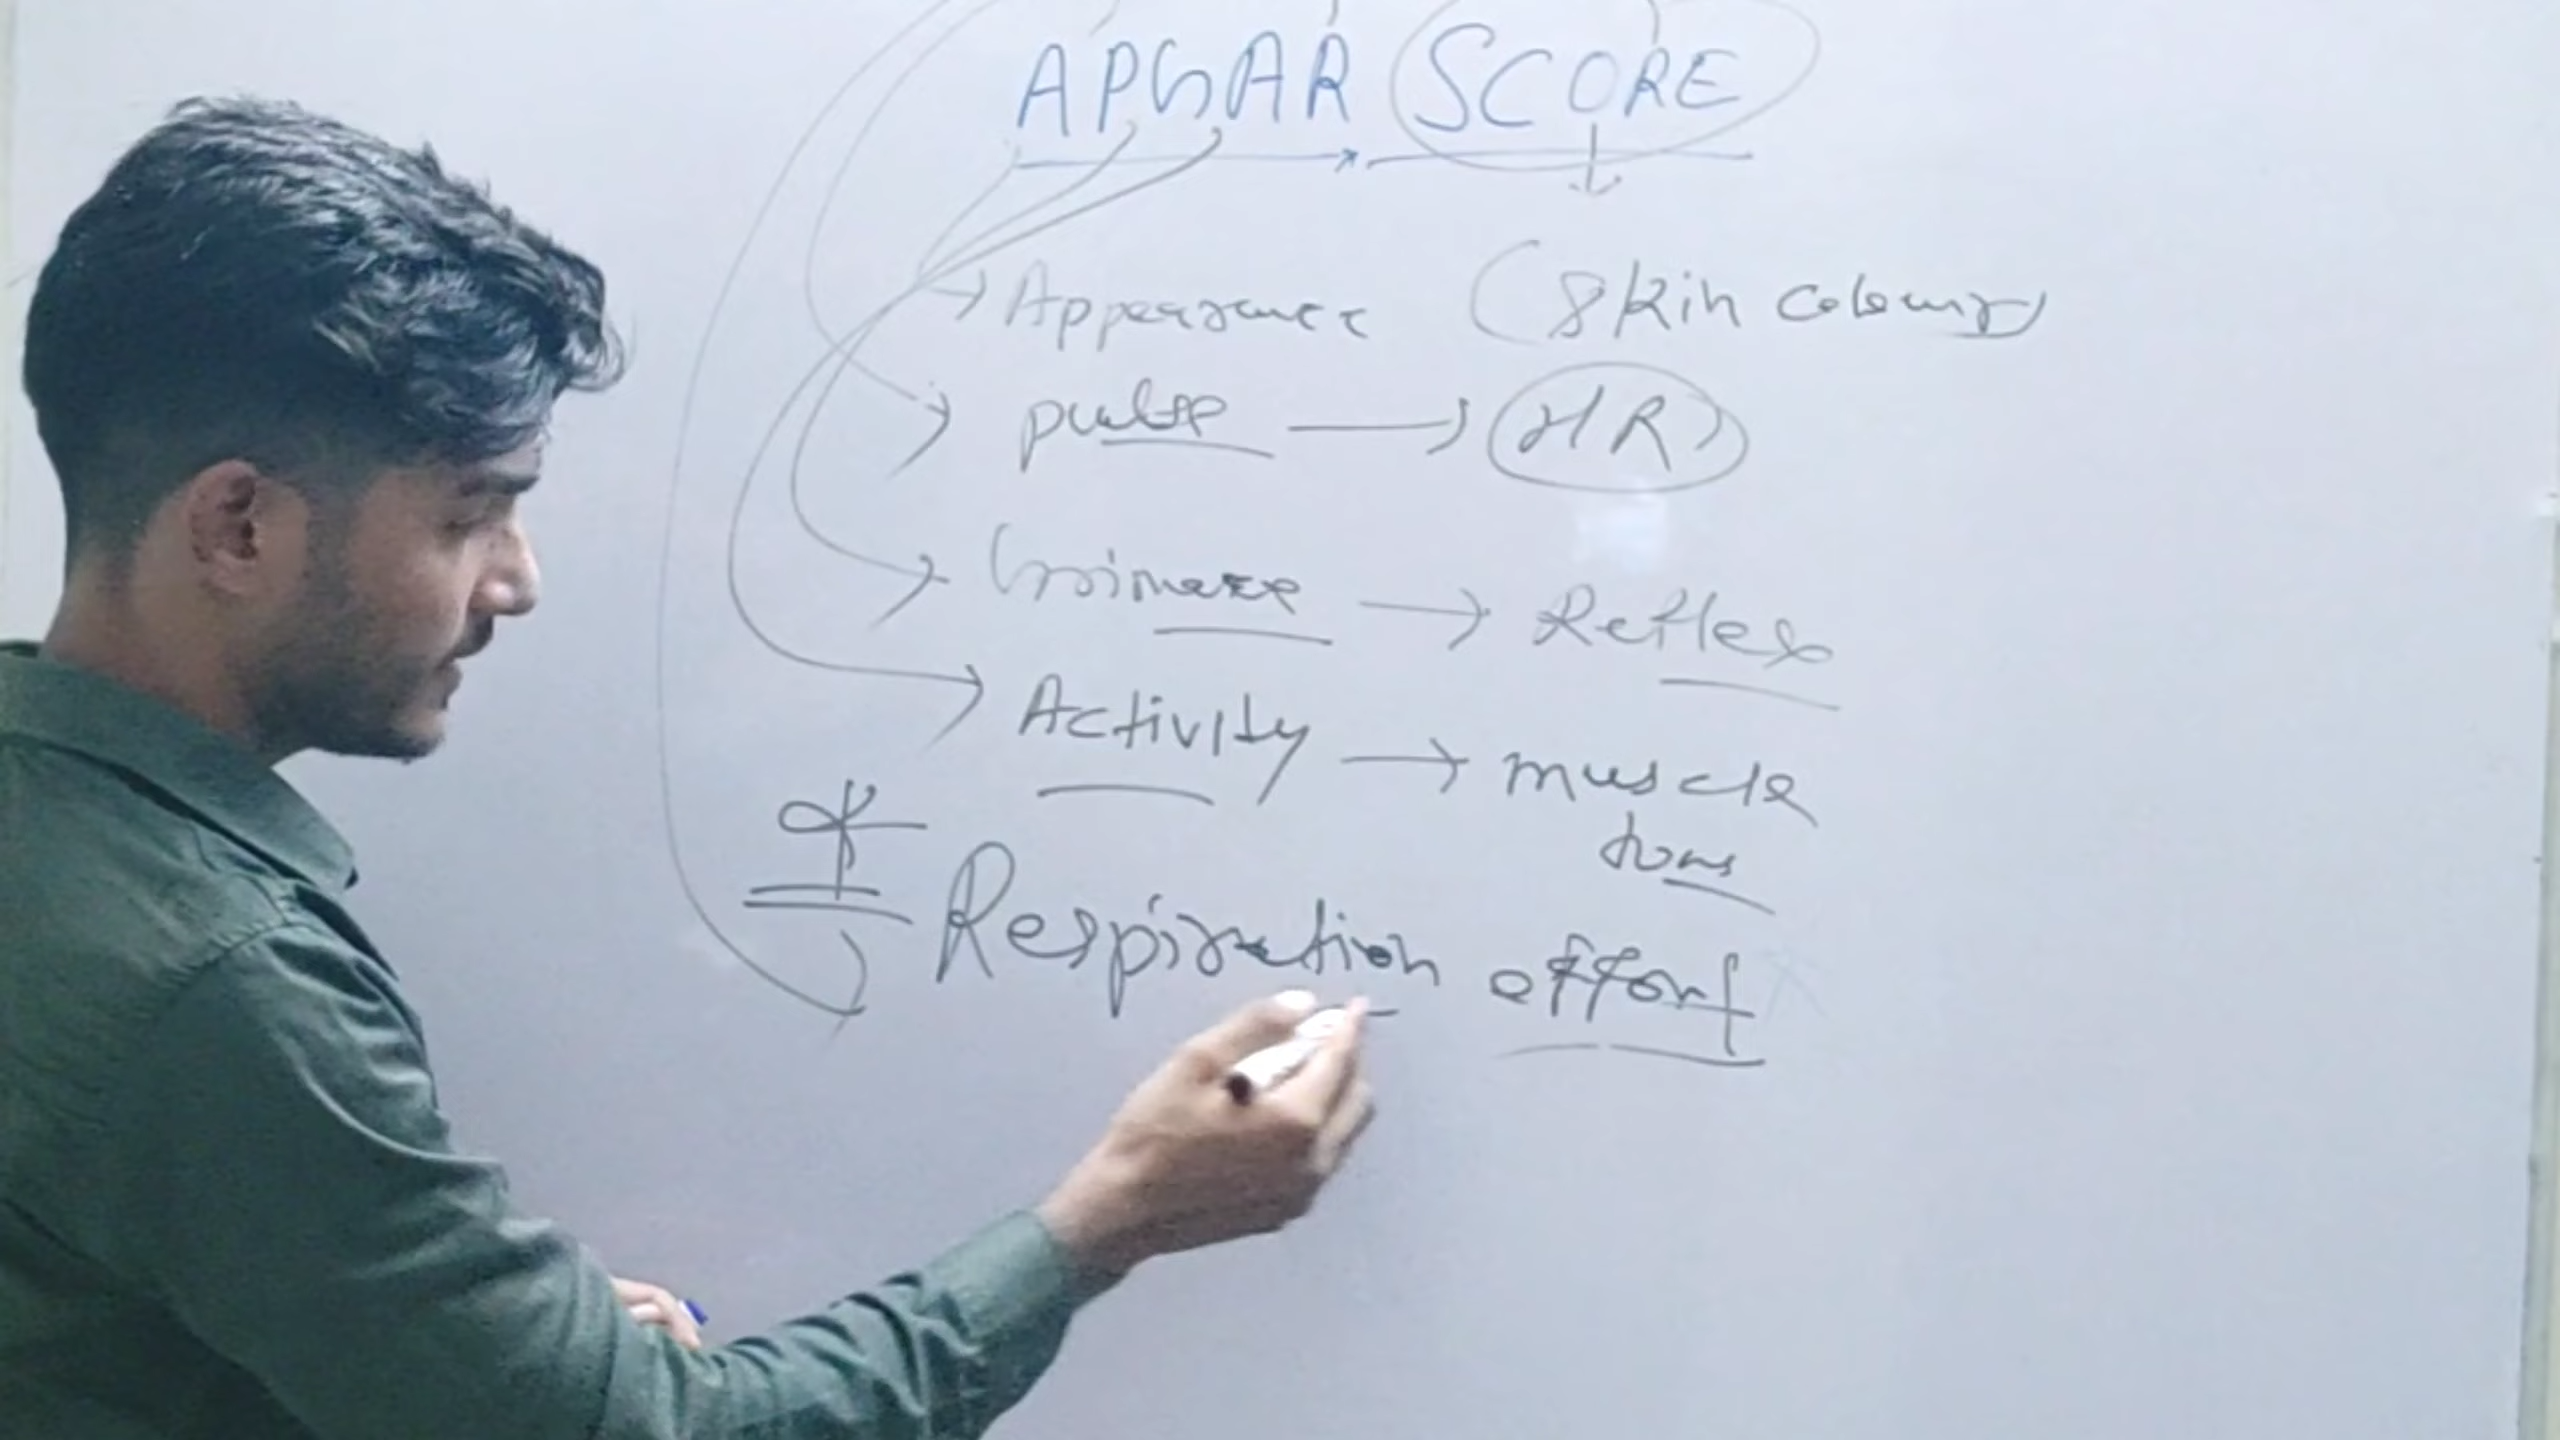 APGAR SCORE
Appearance (Skin colour)
pulse → HR
Grimace → Reflex
Activity → muscle
tone
Respiration effort